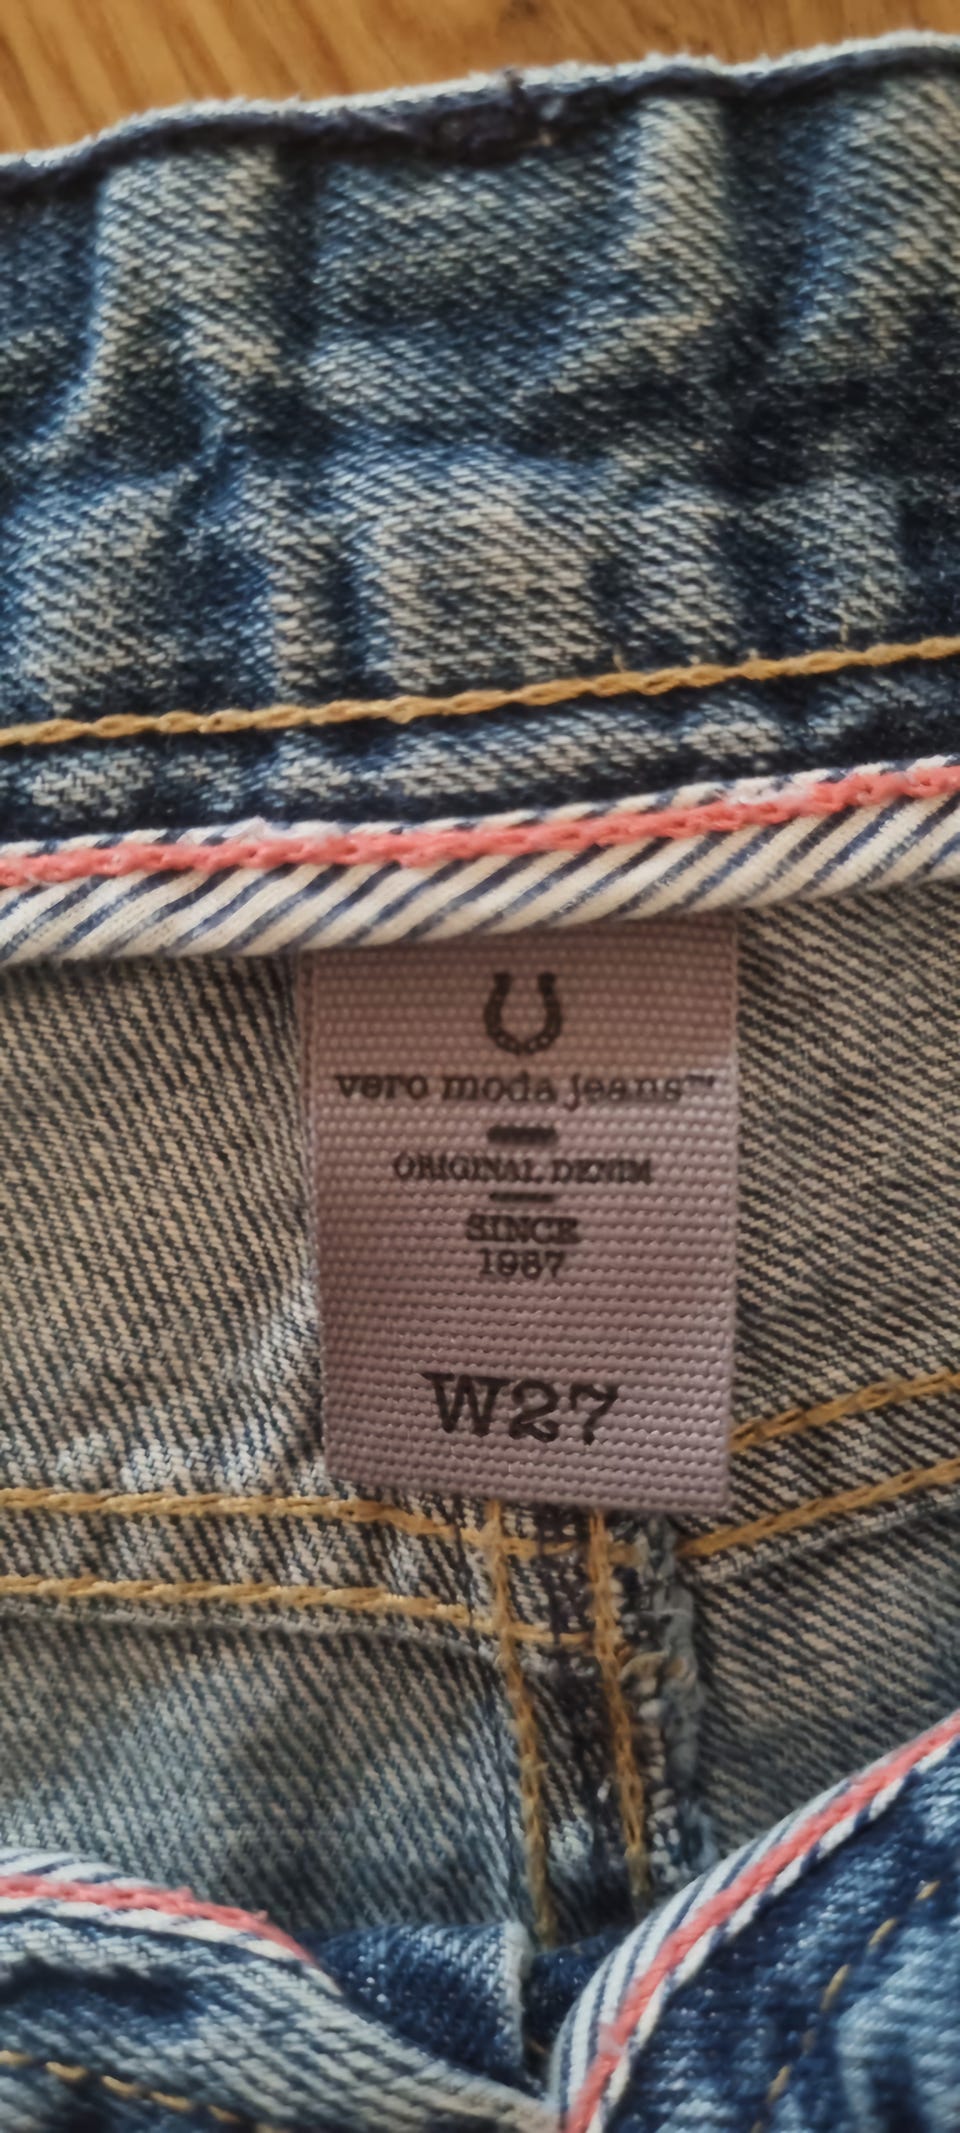 vero moda jeans™
ORIGINAL DENIM
SINCE
1987
W27